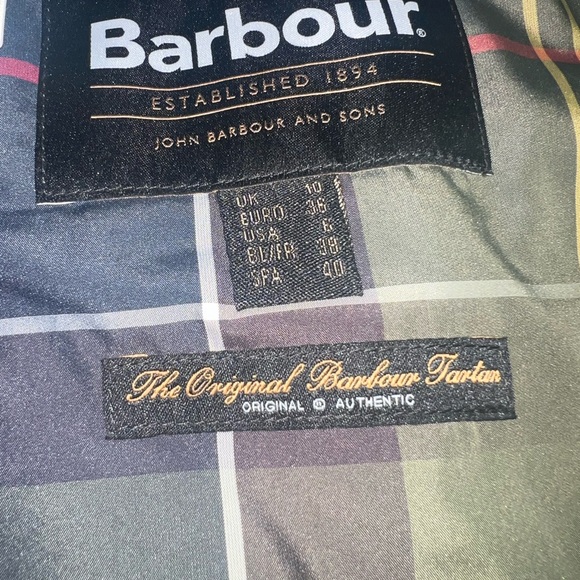 Barbour®
ESTABLISHED 1894
JOHN BARBOUR AND SONS
UK 10
EURO 36
USA 6
BL/FR 38
SPA 40
The Original Barbour Tartan
ORIGINAL ® AUTHENTIC